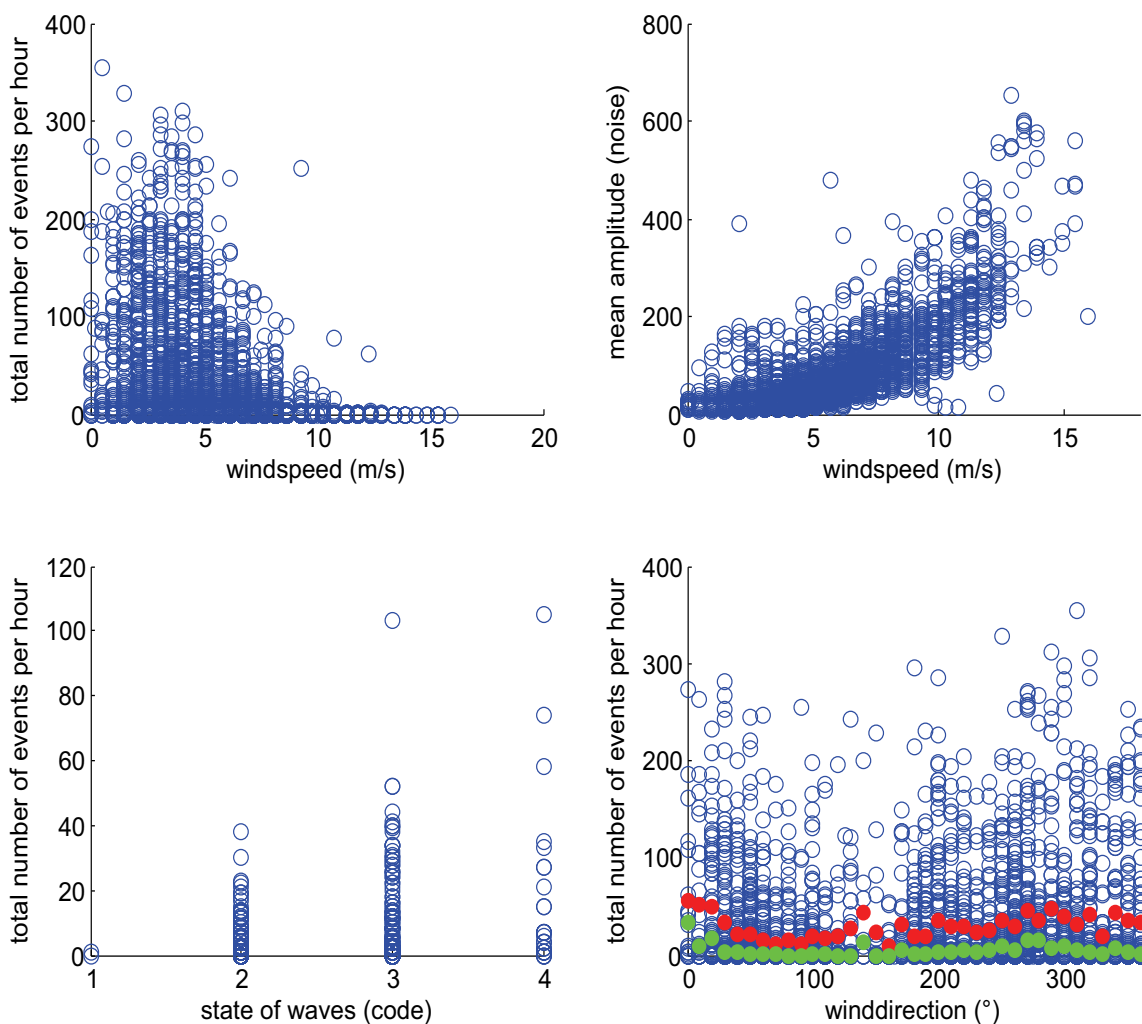 total number of events per hour
400
300
200
100
0
0 5 10 15 20
windspeed (m/s)
mean amplitude (noise)
800
600
400
200
0
0 5 10 15
windspeed (m/s)
total number of events per hour
120
100
80
60
40
20
0
1 2 3 4
state of waves (code)
total number of events per hour
400
300
200
100
0
0 100 200 300
winddirection (°)